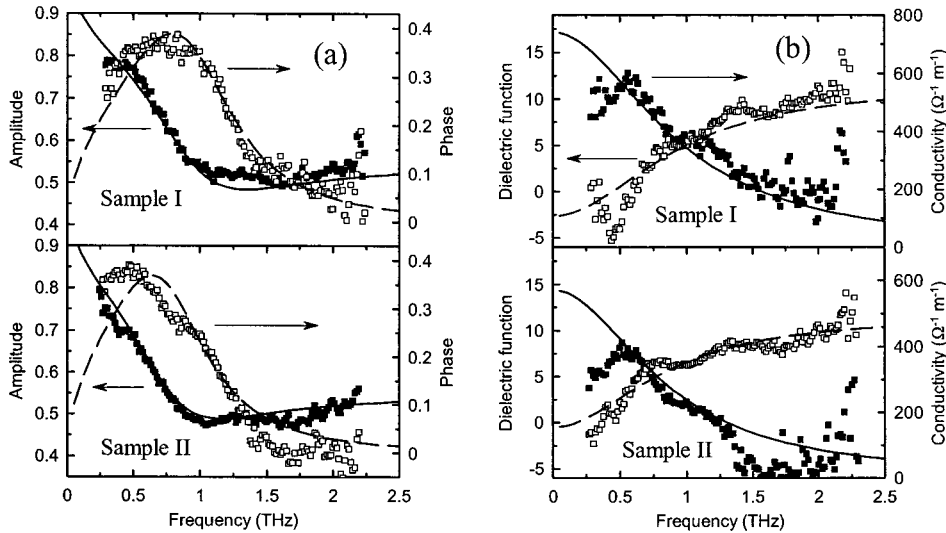 0.9
0.8
0.7
0.6
0.5
0.4
Amplitude
(a)
Sample I
0.4
0.3
0.2
0.1
0
Phase
0.9
0.8
0.7
0.6
0.5
0.4
Amplitude
Sample II
0.4
0.3
0.2
0.1
0
Phase
0 0.5 1.0 1.5 2.0 2.5
Frequency (THz)
15
10
5
0
-5
Dielectric function
(b)
Sample I
800
600
400
200
0
Conductivity (Ω⁻¹ m⁻¹)
15
10
5
0
-5
Dielectric function
Sample II
600
400
200
0
Conductivity (Ω⁻¹ m⁻¹)
0 0.5 1.0 1.5 2.0 2.5
Frequency (THz)